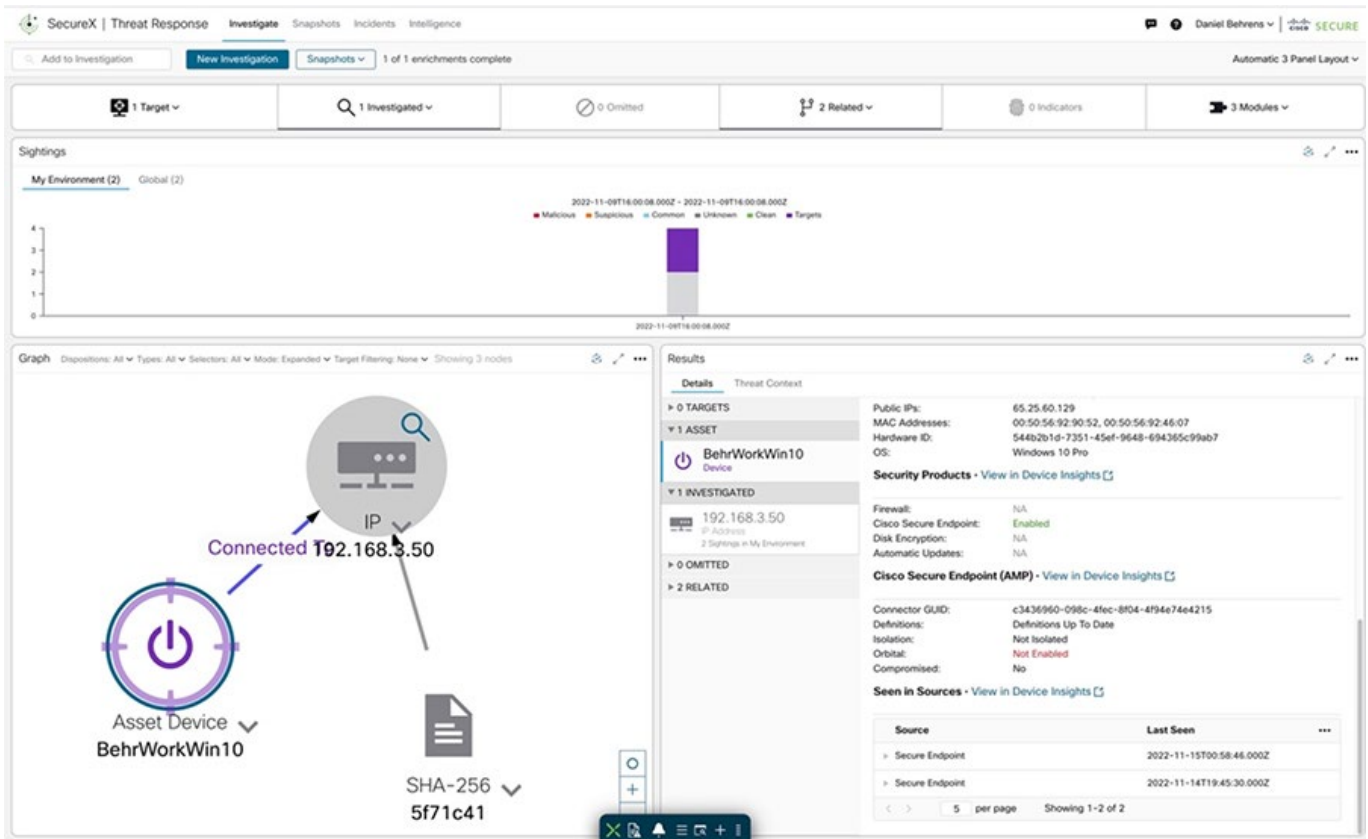 SecureX | Threat Response Investigate Snapshots Incidents Intelligence Daniel Behrens CISCO SECURE
Add to Investigation New Investigation Snapshots 1 of 1 enrichments complete Automatic 3 Panel Layout
1 Target 1 Investigated 0 Omitted 2 Related 0 Indicators 3 Modules
Sightings
My Environment (2) Global (2)
2022-11-09T16:00:08.000Z - 2022-11-09T16:00:08.000Z
Malicious Suspicious Common Unknown Clean Targets
4
3
2
1
0
2022-11-09T16:00:08.000Z
Graph Dispositions: All Types: All Selectors: All Mode: Expanded Target Filtering: None Showing 3 nodes
IP
192.168.3.50
Connected T
Asset Device
BehrWorkWin10
SHA-256
5f71c41
Results
Details Threat Context
0 TARGETS
1 ASSET
BehrWorkWin10
Device
1 INVESTIGATED
192.168.3.50
IP Address
2 Sightings in My Environment
0 OMITTED
2 RELATED
Public IPs: 65.25.60.129
MAC Addresses: 00:50:56:92:90:52, 00:50:56:92:46:07
Hardware ID: 544b2b1d-7351-45ef-9648-694365c99ab7
OS: Windows 10 Pro
Security Products · View in Device Insights
Firewall: NA
Cisco Secure Endpoint: Enabled
Disk Encryption: NA
Automatic Updates: NA
Cisco Secure Endpoint (AMP) · View in Device Insights
Connector GUID: c3436960-098c-4fec-8f04-4f94e74e4215
Definitions: Definitions Up To Date
Isolation: Not Isolated
Orbital: Not Enabled
Compromised: No
Seen in Sources · View in Device Insights
Source Last Seen
Secure Endpoint 2022-11-15T00:58:46.000Z
Secure Endpoint 2022-11-14T19:45:30.000Z
5 per page Showing 1-2 of 2